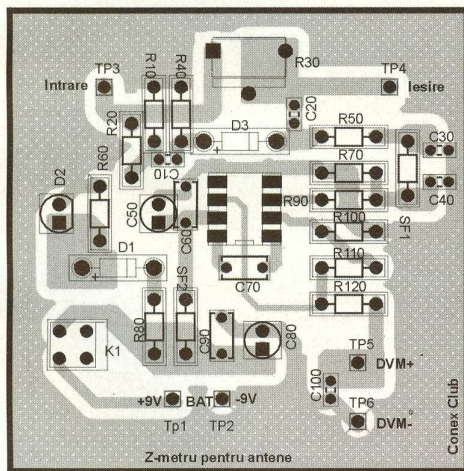 TP3
R10
R40
R30
TP4
Intrare
Iesire
C20
R20
D3
R50
C30
C10
R70
R60
D2
C50
C60
R90
C40
SF1
R100
D1
R110
C70
SF2
R120
R80
C90
C80
K1
TP5
DVM+
C100
+9V BAT -9V
TP6
Tp1 TP2
DVM-
Z-metru pentru antene
Conex Club